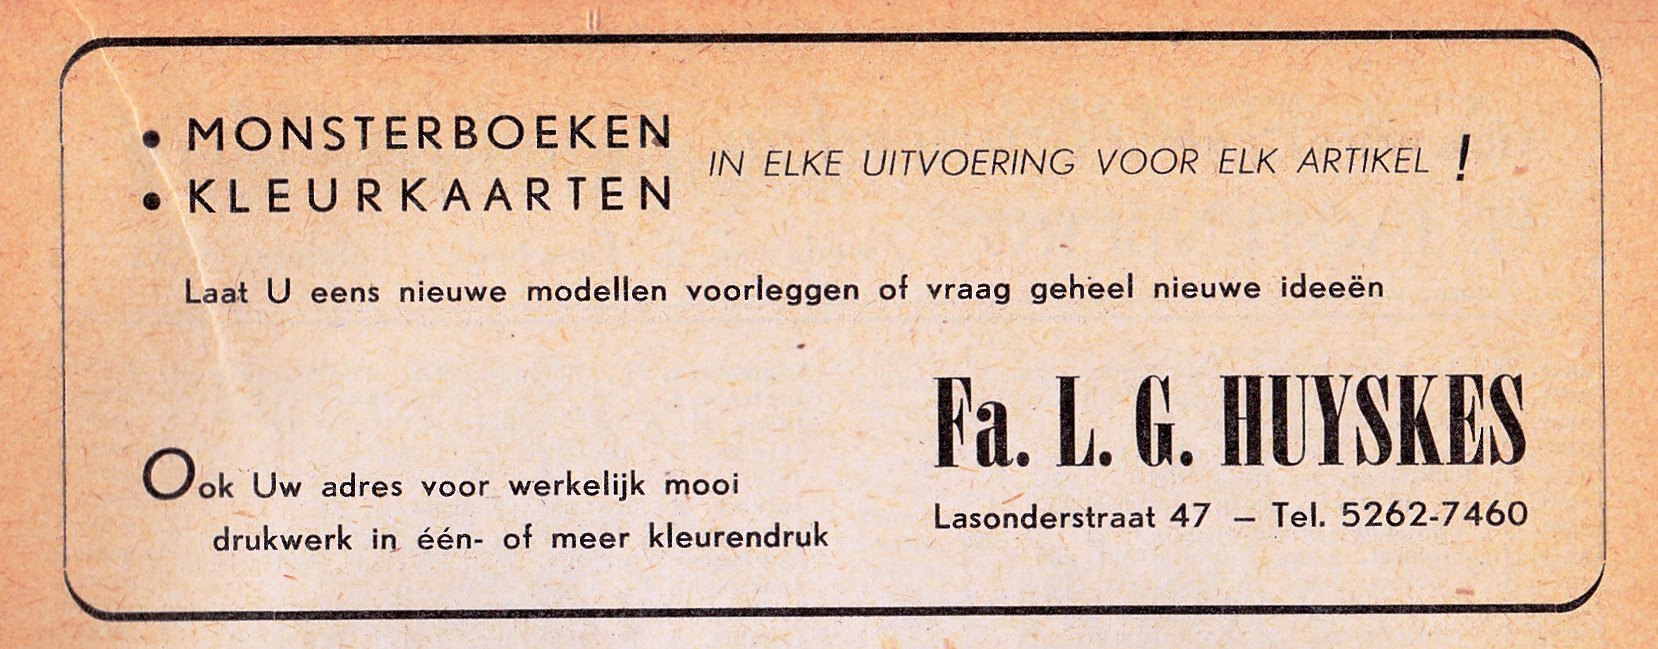 • MONSTERBOEKEN
• KLEURKAARTEN
IN ELKE UITVOERING VOOR ELK ARTIKEL !
Laat U eens nieuwe modellen voorleggen of vraag geheel nieuwe ideeën
Ook Uw adres voor werkelijk mooi
drukwerk in één- of meer kleurendruk
Fa. L. G. HUYSKES
Lasonderstraat 47 – Tel. 5262-7460